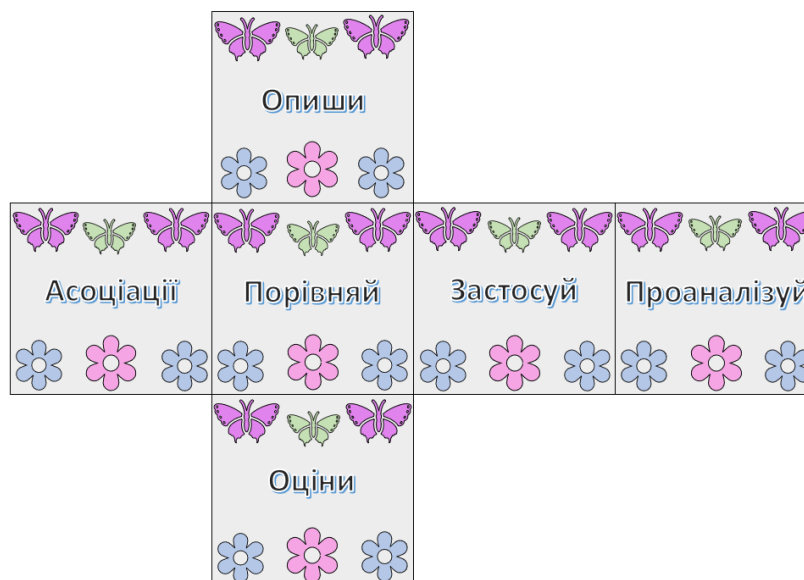 Опиши
Асоціації
Порівняй
Застосуй
Проаналізуй
Оціни